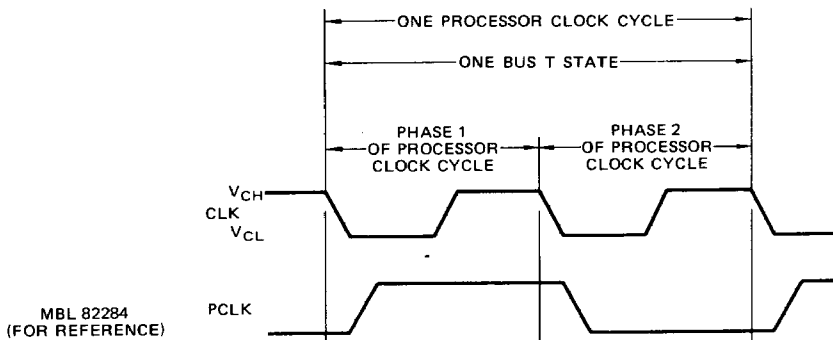 ONE PROCESSOR CLOCK CYCLE
ONE BUS T STATE
PHASE 1
OF PROCESSOR
CLOCK CYCLE
PHASE 2
OF PROCESSOR
CLOCK CYCLE
VCH
CLK
VCL
MBL 82284
(FOR REFERENCE)
PCLK